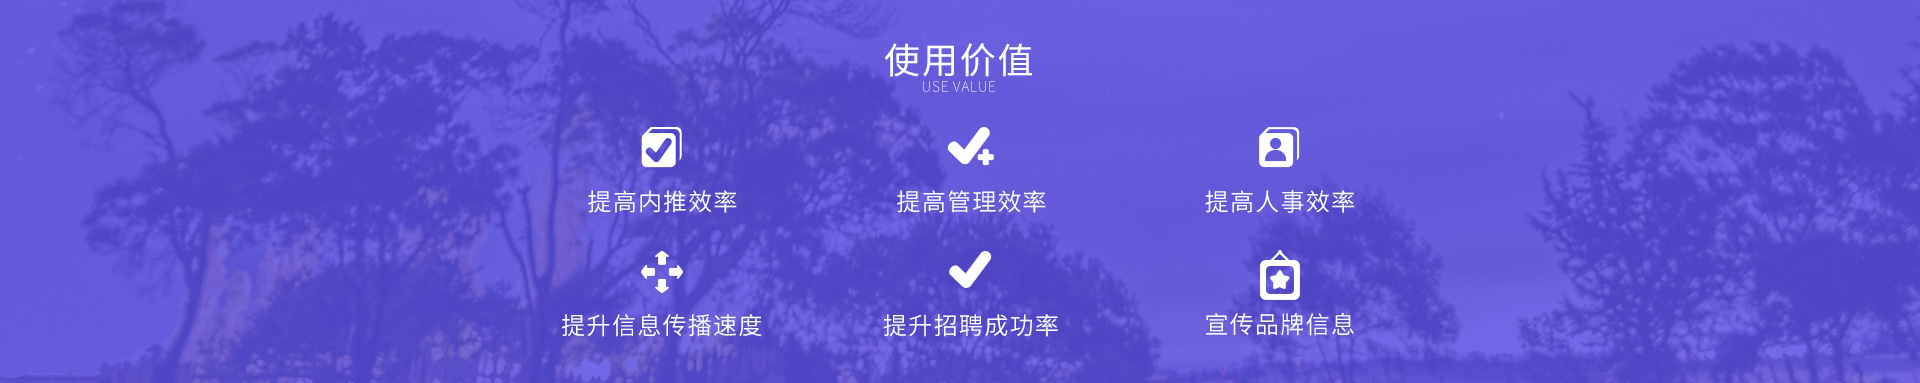 使用价值
USE VALUE
提高内推效率
提高管理效率
提高人事效率
提升信息传播速度
提升招聘成功率
宣传品牌信息